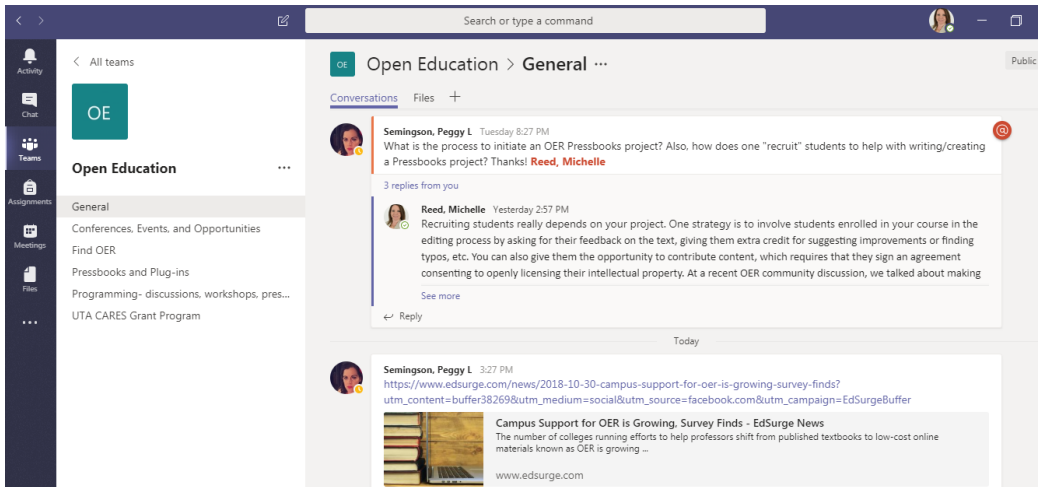 Search or type a command
Activity
Chat
Teams
Assignments
Meetings
Files
All teams
OE
Open Education
General
Conferences, Events, and Opportunities
Find OER
Pressbooks and Plug-ins
Programming- discussions, workshops, pres...
UTA CARES Grant Program
OE
Open Education > General ...
Public
Conversations Files +
Semingson, Peggy L Tuesday 8:27 PM
@
What is the process to initiate an OER Pressbooks project? Also, how does one "recruit" students to help with writing/creating
a Pressbooks project? Thanks! Reed, Michelle
3 replies from you
Reed, Michelle Yesterday 2:57 PM
Recruiting students really depends on your project. One strategy is to involve students enrolled in your course in the
editing process by asking for their feedback on the text, giving them extra credit for suggesting improvements or finding
typos, etc. You can also give them the opportunity to contribute content, which requires that they sign an agreement
consenting to openly licensing their intellectual property. At a recent OER community discussion, we talked about making
See more
Reply
Today
Semingson, Peggy L 3:27 PM
https://www.edsurge.com/news/2018-10-30-campus-support-for-oer-is-growing-survey-finds?
utm_content=buffer38269&utm_medium=social&utm_source=facebook.com&utm_campaign=EdSurgeBuffer
Campus Support for OER is Growing, Survey Finds - EdSurge News
The number of colleges running efforts to help professors shift from published textbooks to low-cost online
materials known as OER is growing ...
www.edsurge.com